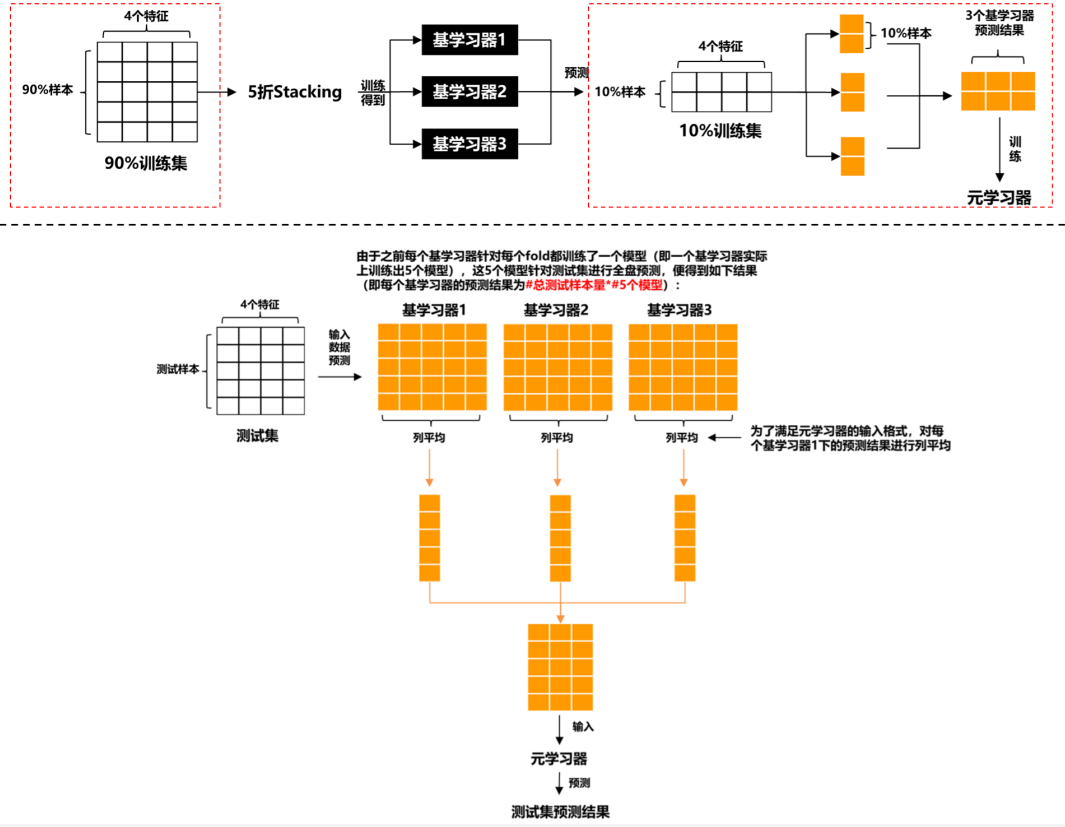 4个特征
90%样本
90%训练集
5折Stacking
训练
得到
基学习器1
基学习器2
基学习器3
预测
4个特征
10%样本
10%训练集
10%样本
3个基学习器
预测结果
训
练
元学习器
由于之前每个基学习器针对每个fold都训练了一个模型（即一个基学习器实际
上训练出5个模型），这5个模型针对测试集进行全盘预测，便得到如下结果
（即每个基学习器的预测结果为#总测试样本量*#5个模型）：
4个特征
测试样本
测试集
输入
数据
预测
基学习器1
基学习器2
基学习器3
列平均
列平均
列平均
为了满足元学习器的输入格式，对每
个基学习器1下的预测结果进行列平均
输入
元学习器
预测
测试集预测结果